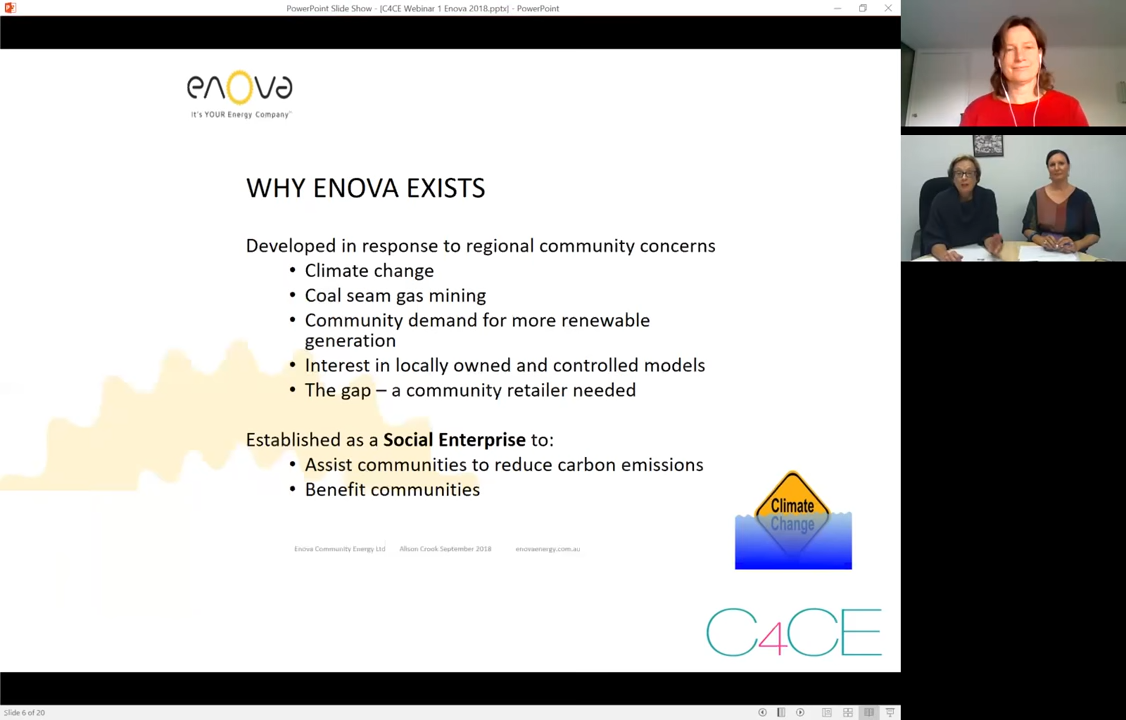 PowerPoint Slide Show - [C4CE Webinar 1 Enova 2018.pptx] - PowerPoint
enova
It's YOUR Energy Company™
WHY ENOVA EXISTS
Developed in response to regional community concerns
• Climate change
• Coal seam gas mining
• Community demand for more renewable
generation
• Interest in locally owned and controlled models
• The gap – a community retailer needed
Established as a Social Enterprise to:
• Assist communities to reduce carbon emissions
• Benefit communities
Climate
Change
Enova Community Energy Ltd Alison Crook September 2018 enovaenergy.com.au
C4CE
Slide 6 of 20